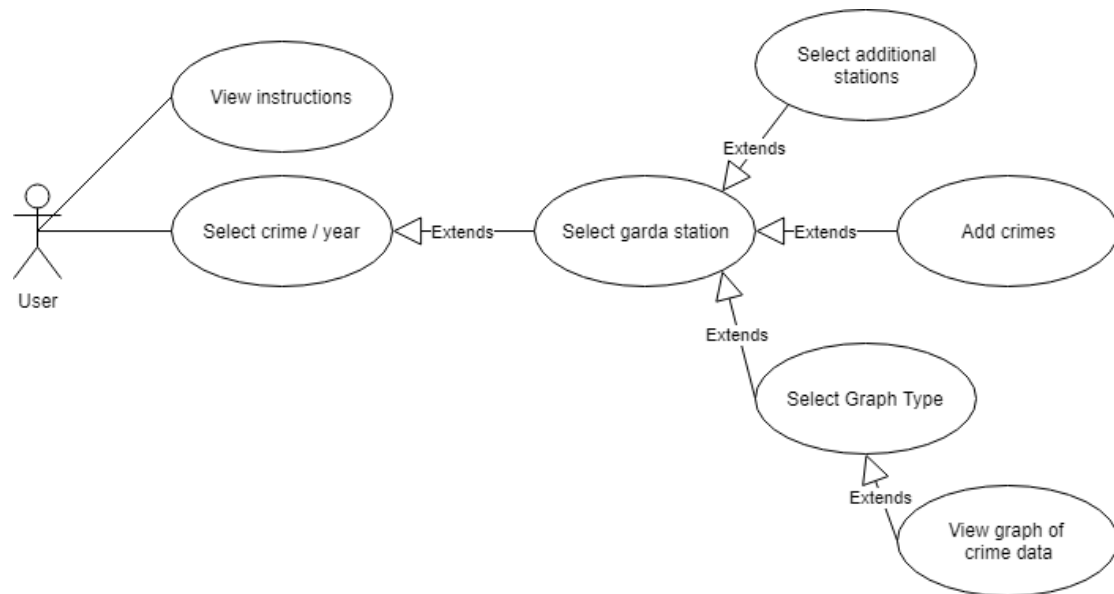 Select additional
stations
View instructions
Extends
Select crime / year
Extends
Select garda station
Extends
Add crimes
User
Extends
Select Graph Type
Extends
View graph of
crime data